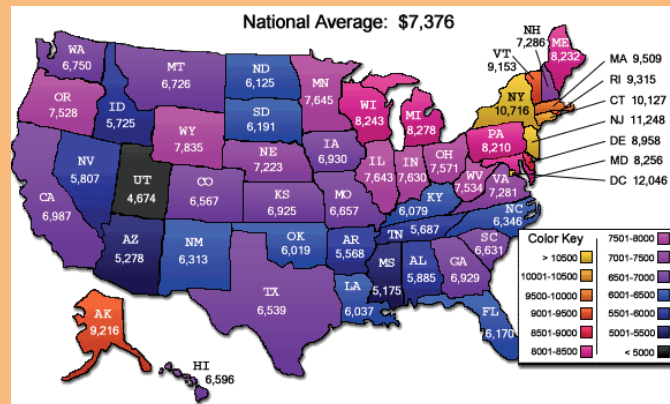 National Average: $7,376
WA
6,750
OR
7,528
CA
6,987
ID
5,725
NV
5,807
MT
6,726
WY
7,835
UT
4,674
AZ
5,278
CO
6,567
NM
6,313
ND
6,125
SD
6,191
NE
7,223
KS
6,925
OK
6,019
TX
6,539
MN
7,645
IA
6,930
MO
6,657
AR
5,568
LA
6,037
WI
8,243
IL
7,643
MI
8,278
IN
7,630
OH
7,571
KY
6,079
TN
5,687
MS
5,175
AL
5,885
GA
6,929
FL
6,170
SC
6,631
NC
6,346
VA
7,281
WV
7,534
PA
8,210
NY
10,716
VT
9,153
NH
7,286
ME
8,232
MA 9,509
RI 9,315
CT 10,127
NJ 11,248
DE 8,958
MD 8,256
DC 12,046
AK
9,216
HI
6,596
Color Key
> 10500
10001-10500
9500-10000
9001-9500
8501-9000
8001-8500
7501-8000
7001-7500
6501-7000
6001-6500
5501-6000
5001-5500
< 5000